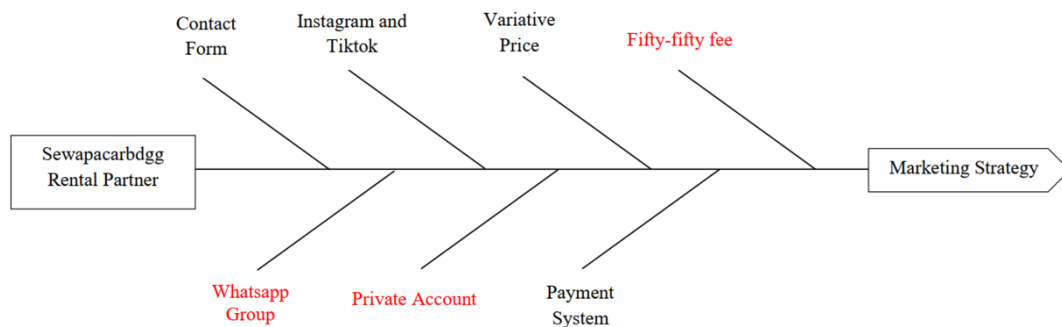 Contact
Form
Instagram and
Tiktok
Variative
Price
Fifty-fifty fee
Sewapacarbdgg
Rental Partner
Marketing Strategy
Whatsapp
Group
Private Account
Payment
System